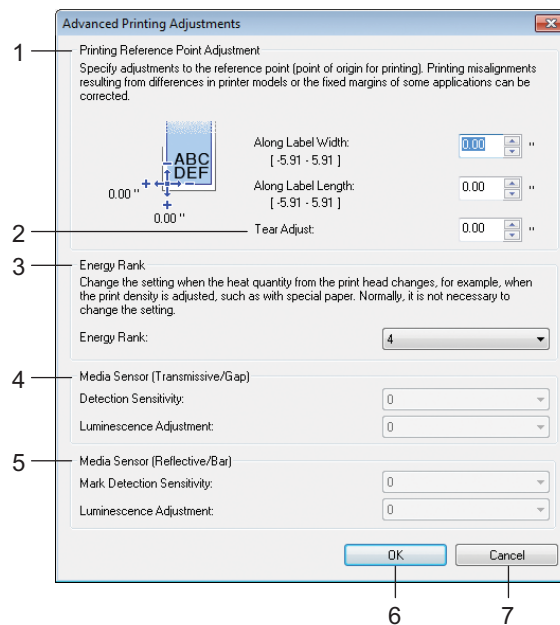 Advanced Printing Adjustments
1
Printing Reference Point Adjustment
Specify adjustments to the reference point (point of origin for printing). Printing misalignments
resulting from differences in printer models or the fixed margins of some applications can be
corrected.
ABC
DEF
0.00 "
0.00 "
Along Label Width:
[ -5.91 - 5.91 ]
0.00 "
Along Label Length:
[ -5.91 - 5.91 ]
0.00 "
2
Tear Adjust:
0.00 "
3
Energy Rank
Change the setting when the heat quantity from the print head changes, for example, when
the print density is adjusted, such as with special paper. Normally, it is not necessary to
change the setting.
Energy Rank:
4
4
Media Sensor (Transmissive/Gap)
Detection Sensitivity:
0
Luminescence Adjustment:
0
5
Media Sensor (Reflective/Bar)
Mark Detection Sensitivity:
0
Luminescence Adjustment:
0
OK
Cancel
6
7